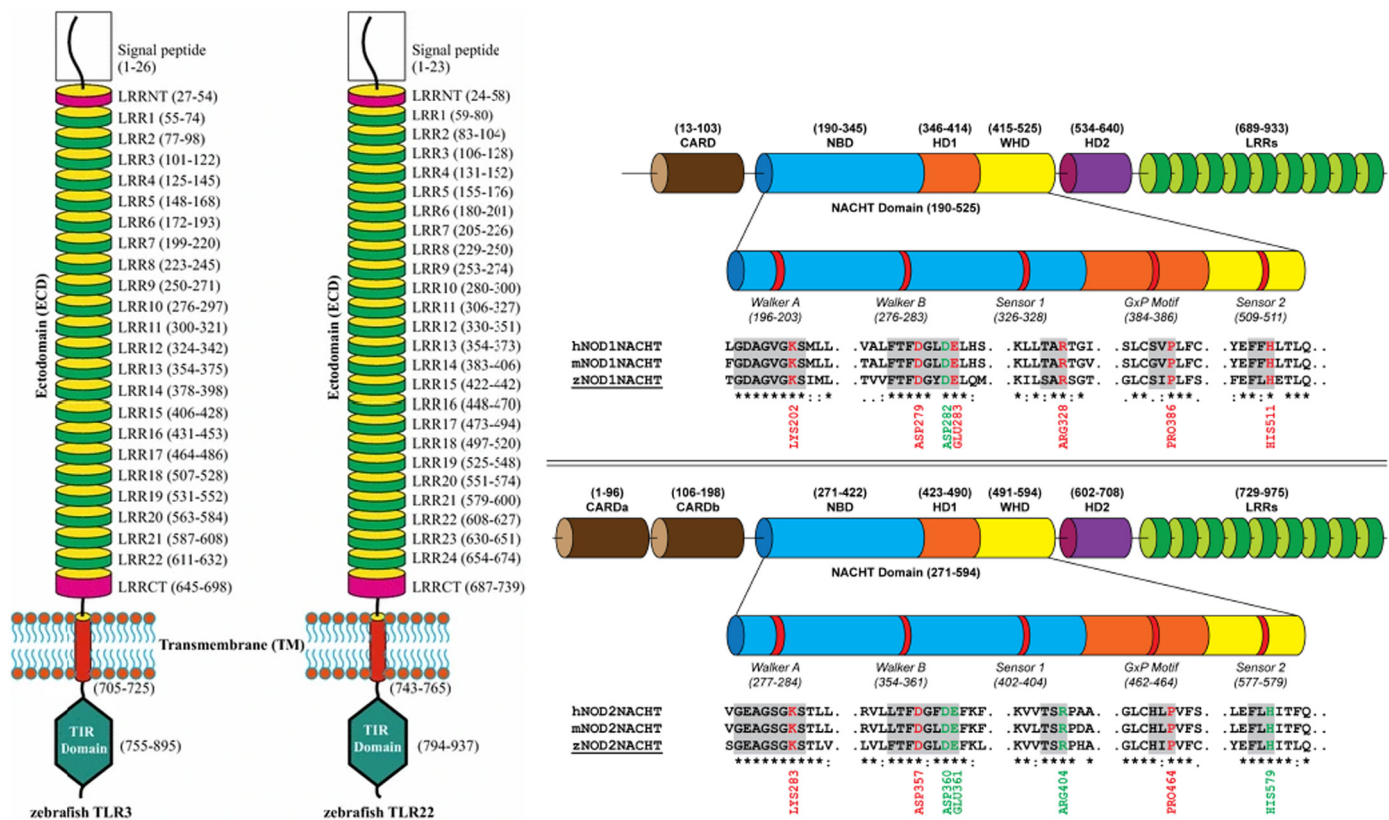 Signal peptide
(1-26)
LRRNT (27-54)
LRR1 (55-74)
LRR2 (77-98)
LRR3 (101-122)
LRR4 (125-145)
LRR5 (148-168)
LRR6 (172-193)
LRR7 (199-220)
LRR8 (223-245)
LRR9 (250-271)
LRR10 (276-297)
LRR11 (300-321)
LRR12 (324-342)
LRR13 (354-375)
LRR14 (378-398)
LRR15 (406-428)
LRR16 (431-453)
LRR17 (464-486)
LRR18 (507-528)
LRR19 (531-552)
LRR20 (563-584)
LRR21 (587-608)
LRR22 (611-632)
LRRCT (645-698)
Ectodomain (ECD)
(705-725)
TIR
Domain
(755-895)
zebrafish TLR3
Transmembrane (TM)
Signal peptide
(1-23)
LRRNT (24-58)
LRR1 (59-80)
LRR2 (83-104)
LRR3 (106-128)
LRR4 (131-152)
LRR5 (155-176)
LRR6 (180-201)
LRR7 (205-226)
LRR8 (229-250)
LRR9 (253-274)
LRR10 (280-300)
LRR11 (306-327)
LRR12 (330-351)
LRR13 (354-373)
LRR14 (383-406)
LRR15 (422-442)
LRR16 (448-470)
LRR17 (473-494)
LRR18 (497-520)
LRR19 (525-548)
LRR20 (551-574)
LRR21 (579-600)
LRR22 (608-627)
LRR23 (630-651)
LRR24 (654-674)
LRRCT (687-739)
Ectodomain (ECD)
(743-765)
TIR
Domain
(794-937)
zebrafish TLR22
(13-103) (190-345) (346-414) (415-525) (534-640) (689-933)
CARD NBD HD1 WHD HD2 LRRs
NACHT Domain (190-525)
Walker A Walker B Sensor 1 GxP Motif Sensor 2
(196-203) (276-283) (326-328) (384-386) (509-511)
hNOD1NACHT LGDAGVGKSMLL. .VALFTFDGLDELHS. .KLLTARTGI. .SLCSVPLFC. .YEFFHLTLQ. .
mNOD1NACHT FGDAGVGKSMLL. .TALFTFDGLDELHS. .KLLTARTGV. .SLCSVPLFC. .YEFFHLTLQ. .
zNOD1NACHT TGDAGVGKSIML. .TVVFTFDGYDELQM. .KILSARSGT. .GLCSIPLFS. .YEFFHLETLQ. .
LYS202 ASP279 ASP282 GLU283 ARG328 PRO386 HIS511
(1-96) (106-198) (271-422) (423-490) (491-594) (602-708) (729-975)
CARDa CARDb NBD HD1 WHD HD2 LRRs
NACHT Domain (271-594)
Walker A Walker B Sensor 1 GxP Motif Sensor 2
(277-284) (354-361) (402-404) (462-464) (577-579)
hNOD2NACHT VGEAGSGKSTLL. .RVLLTFDGFDEFKF. .KVVTSRPAA. .GLCHLPVFS. .LEFLHITFQ. .
mNOD2NACHT VGEAGSGKSTLL. .RVLLTFDGFDEFKF. .KVVTSRPDA. .GLCHLPVFS. .LEFLHITFQ. .
zNOD2NACHT SGEAGSGKSTLV. .LVLFTFDGLDEFKL. .KVVTSRPHA. .GLCHIPVFC. .YEFLHITLQ. .
LYS283 ASP357 ASP360 GLU361 ARG404 PRO464 HIS579